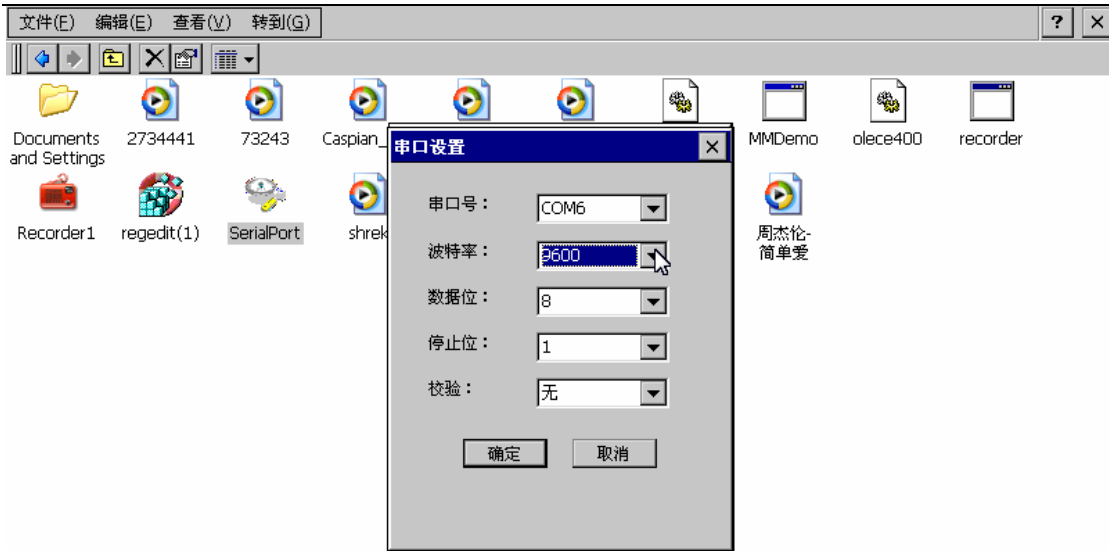 文件(F) 编辑(E) 查看(V) 转到(G)
?
Documents
and Settings
2734441
73243
Caspian_
MMDemo
olece400
recorder
Recorder1
regedit(1)
SerialPort
shrek
周杰伦-
简单爱
串口设置
串口号：
COM6
波特率：
9600
数据位：
8
停止位：
1
校验：
无
确定
取消